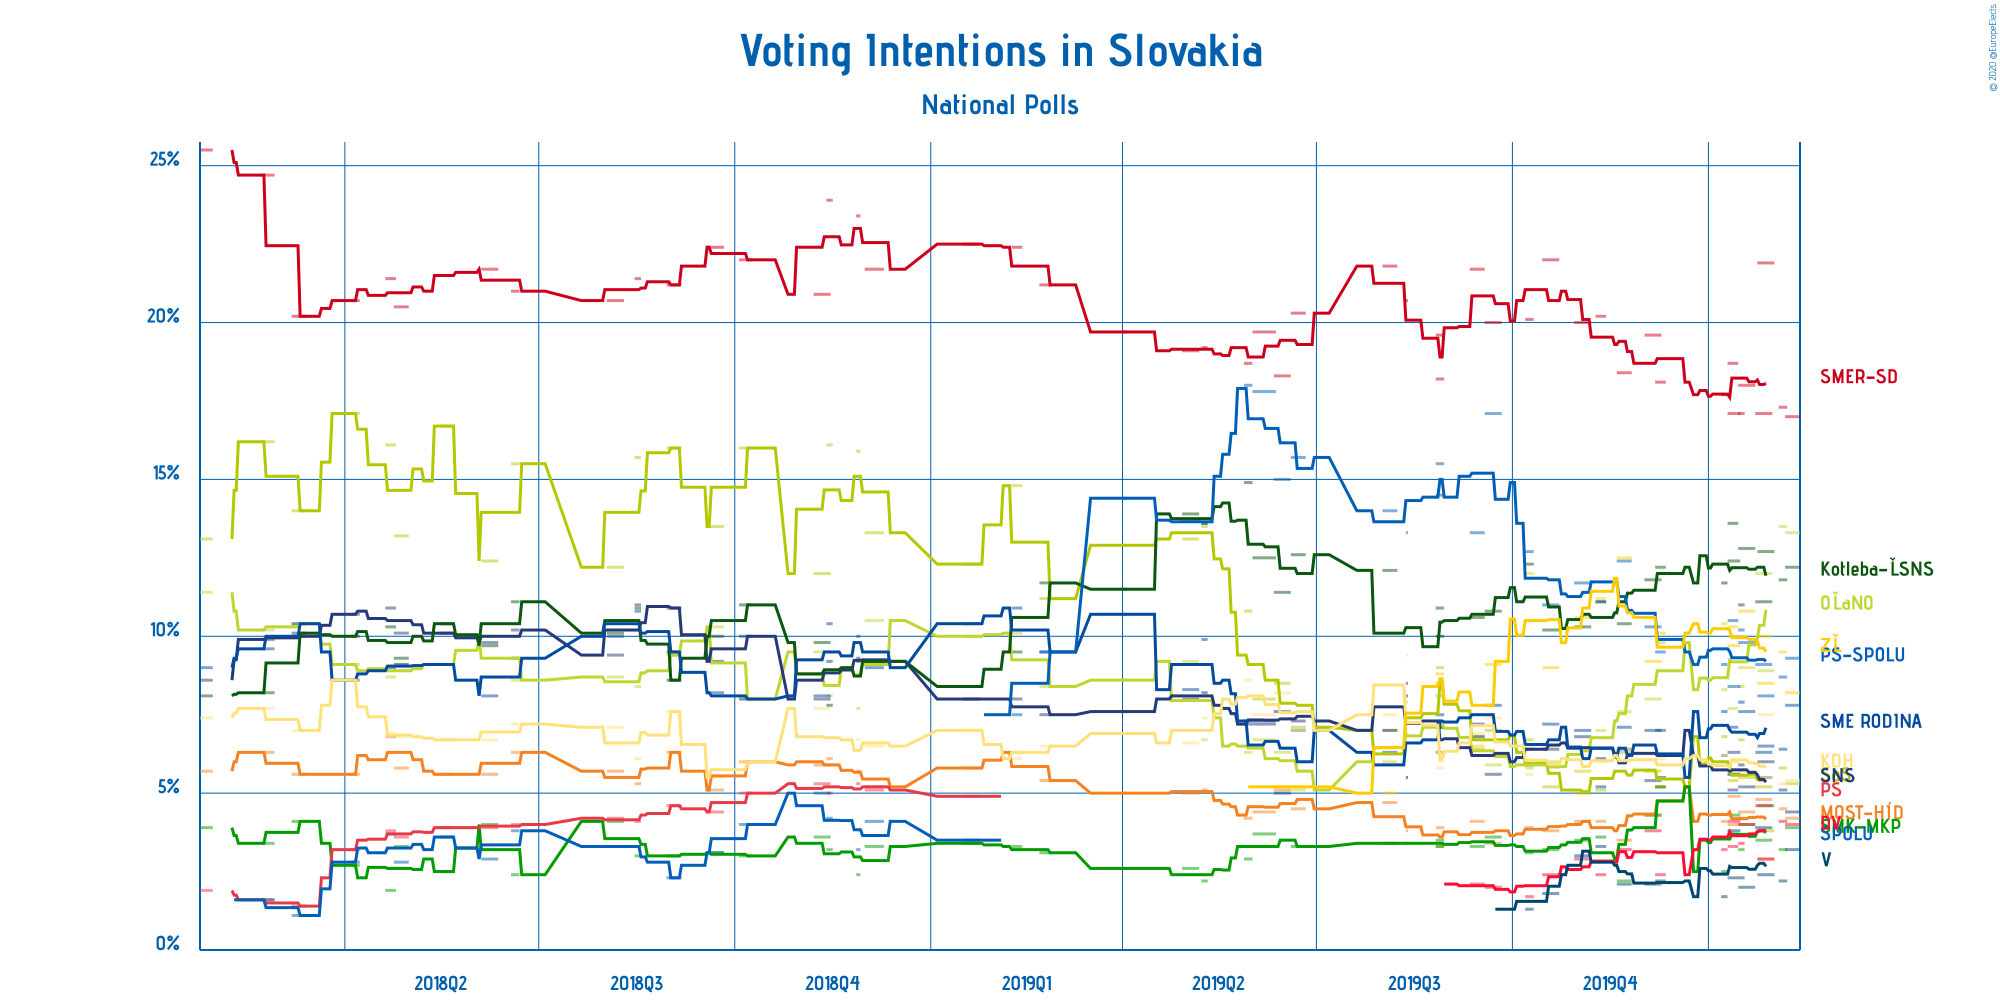 © 2020 @EuropeElects
Voting Intentions in Slovakia
National Polls
25%
20%
15%
10%
5%
0%
SMER-SD
Kotleba-ĽSNS
OĽaNO
ZĽ
PS-SPOLU
SME RODINA
KDH
SNS
PS
MOST-HÍD
SMK-MKP
SPOLU
V
2018Q2
2018Q3
2018Q4
2019Q1
2019Q2
2019Q3
2019Q4